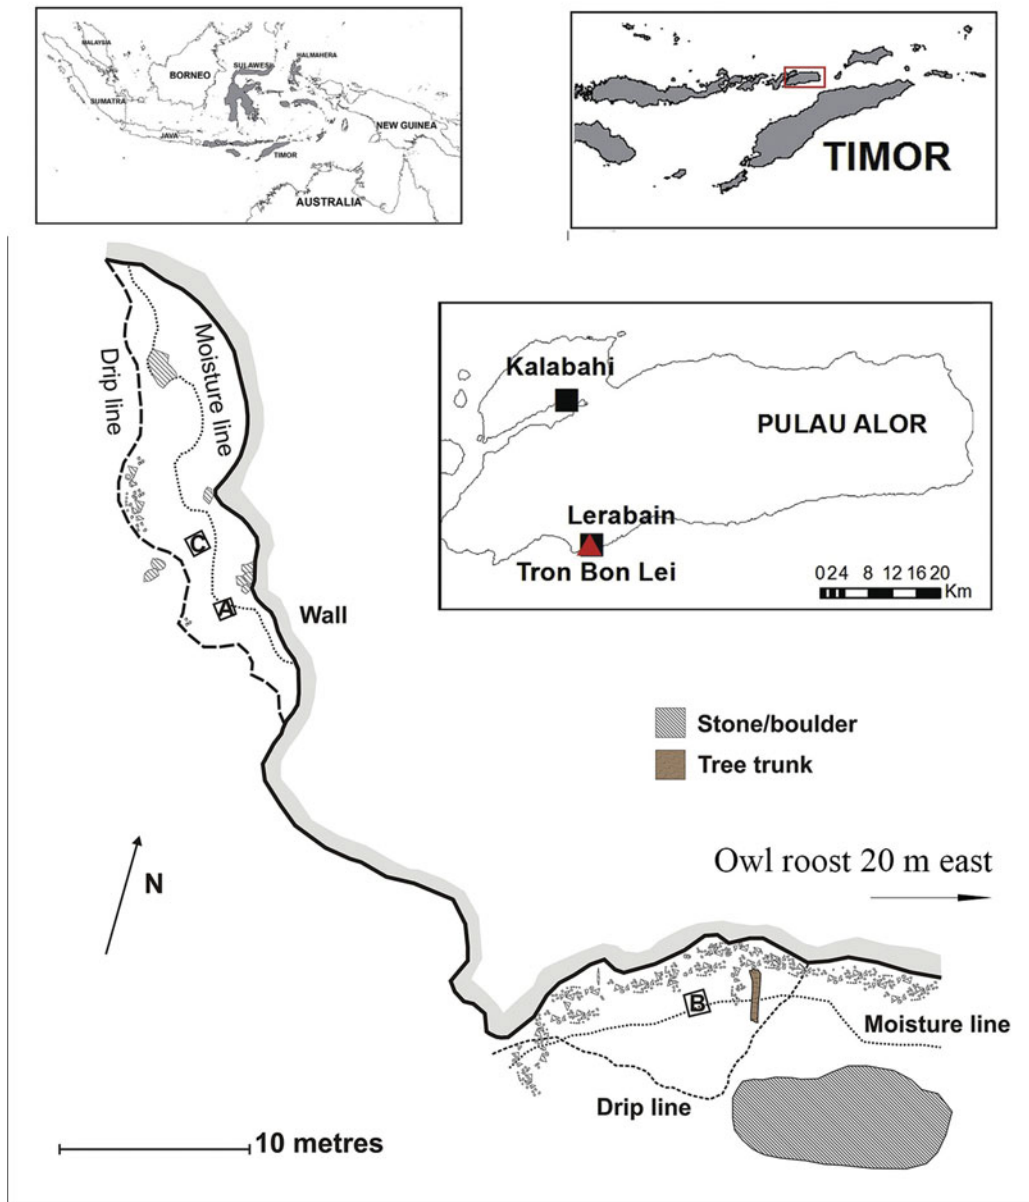 MALAYSIA
HALMAHERA
SULAWESI
BORNEO
SUMATRA
NEW GUINEA
JAVA
TIMOR
AUSTRALIA
TIMOR
Drip line
Moisture line
C
A
Wall
Kalabahi
PULAU ALOR
Lerabain
Tron Bon Lei
0 2 4 8 12 16 20
Km
Stone/boulder
Tree trunk
N
Owl roost 20 m east
B
Moisture line
Drip line
10 metres